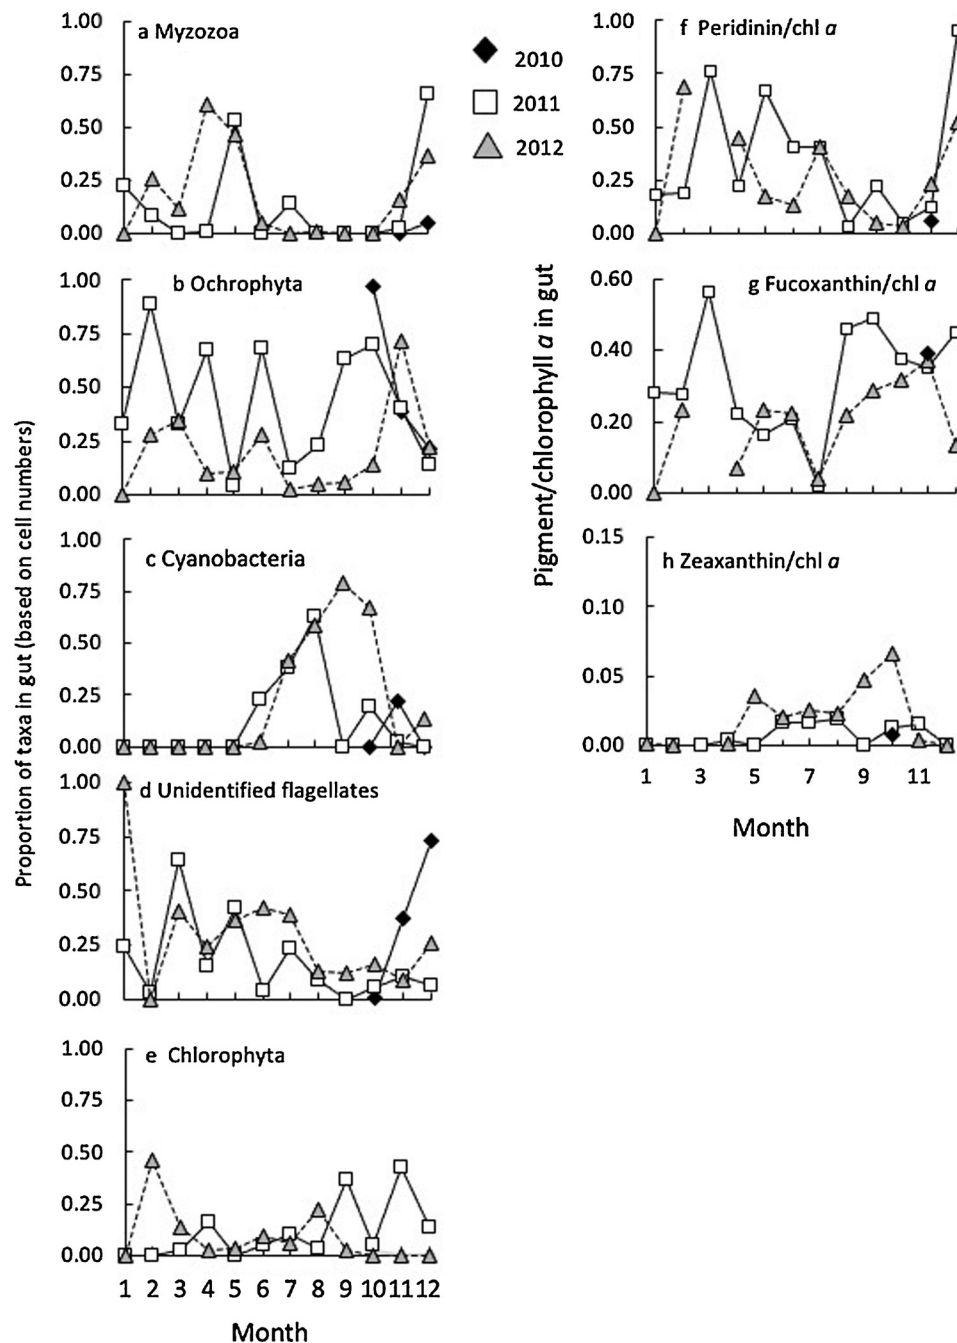 a Myzozoa
1.00
0.75
0.50
0.25
0.00
2010
2011
2012
b Ochrophyta
1.00
0.75
0.50
0.25
0.00
c Cyanobacteria
1.00
0.75
0.50
0.25
0.00
d Unidentified flagellates
1.00
0.75
0.50
0.25
0.00
e Chlorophyta
1.00
0.75
0.50
0.25
0.00
1 2 3 4 5 6 7 8 9 10 11 12
Month
Proportion of taxa in gut (based on cell numbers)
f Peridinin/chl a
1.00
0.75
0.50
0.25
0.00
g Fucoxanthin/chl a
0.60
0.40
0.20
0.00
h Zeaxanthin/chl a
0.15
0.10
0.05
0.00
1 3 5 7 9 11
Month
Pigment/chlorophyll a in gut